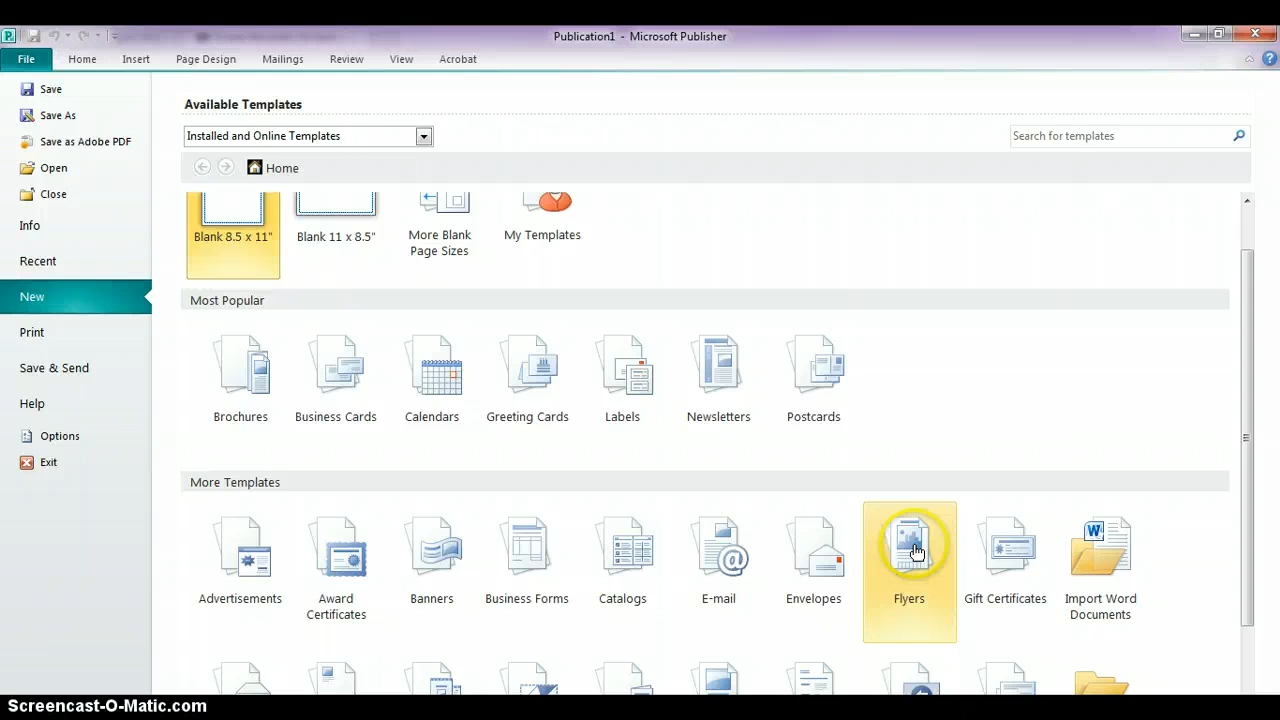 Publication1 - Microsoft Publisher
File Home Insert Page Design Mailings Review View Acrobat
Save
Save As
Save as Adobe PDF
Open
Close
Info
Recent
New
Print
Save & Send
Help
Options
Exit
Available Templates
Installed and Online Templates
Search for templates
Home
Blank 8.5 x 11"
Blank 11 x 8.5"
More Blank
Page Sizes
My Templates
Most Popular
Brochures
Business Cards
Calendars
Greeting Cards
Labels
Newsletters
Postcards
More Templates
Advertisements
Award
Certificates
Banners
Business Forms
Catalogs
E-mail
Envelopes
Flyers
Gift Certificates
Import Word
Documents
Screencast-O-Matic.com